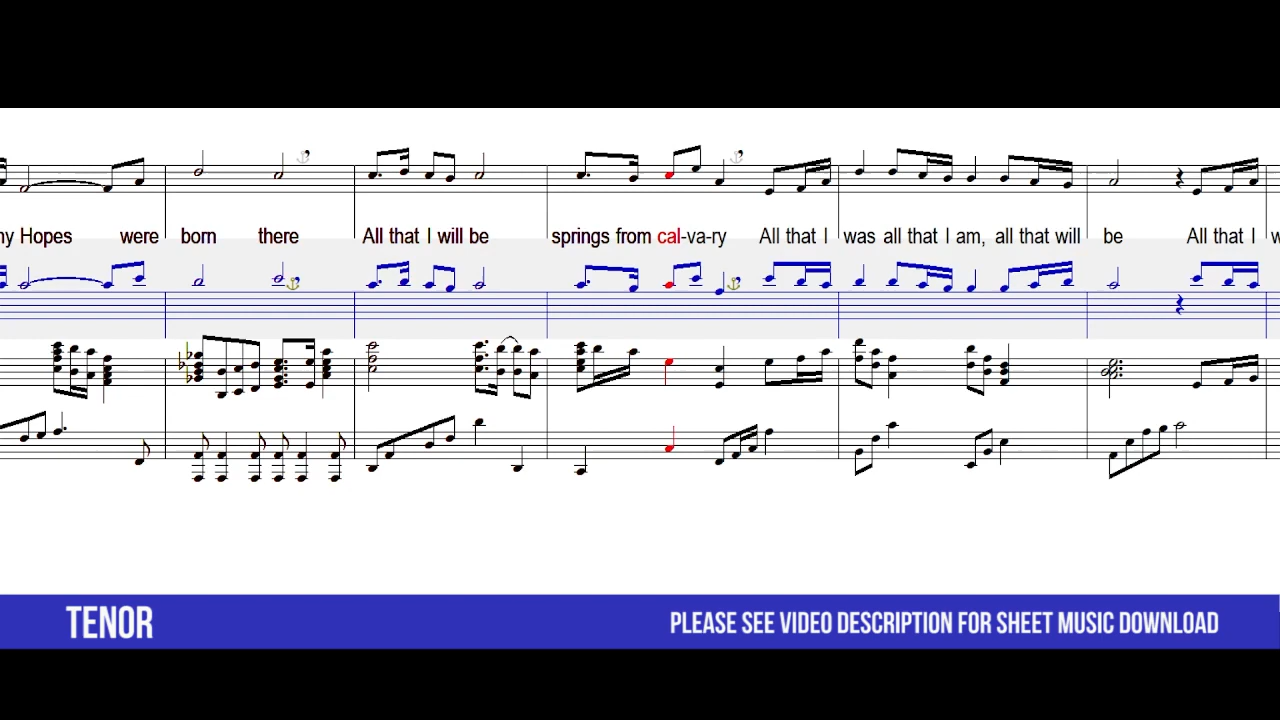 Hopes were born there All that I will be springs from cal-va-ry All that I was all that I am, all that will be All that I
TENOR
PLEASE SEE VIDEO DESCRIPTION FOR SHEET MUSIC DOWNLOAD